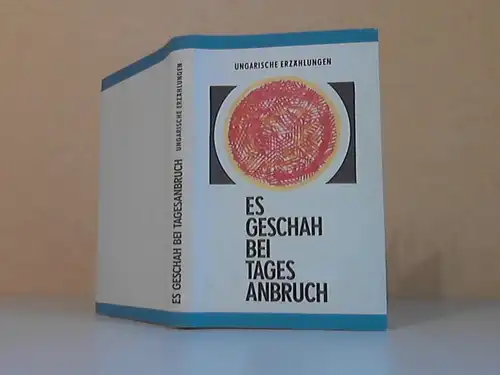 UNGARISCHE ERZÄHLUNGEN
ES
GESCHAH
BEI
TAGES
ANBRUCH
ES GESCHAH BEI TAGESANBRUCH UNGARISCHE ERZÄHLUNGEN